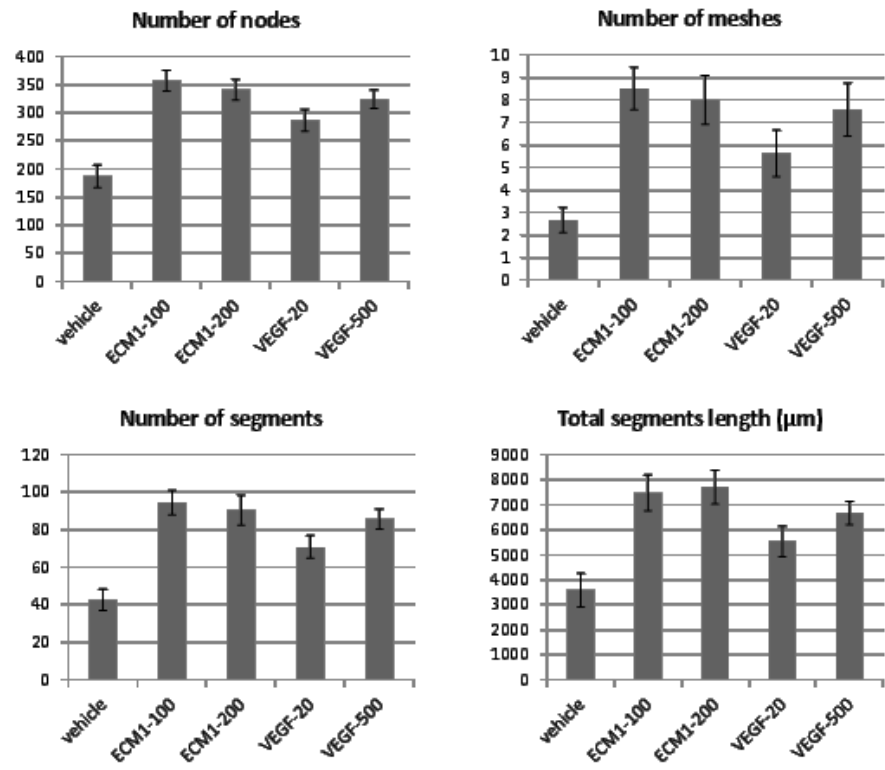 Number of nodes
400
350
300
250
200
150
100
50
0
vehicle
ECM1-100
ECM1-200
VEGF-20
VEGF-500
Number of meshes
10
9
8
7
6
5
4
3
2
1
0
vehicle
ECM1-100
ECM1-200
VEGF-20
VEGF-500
Number of segments
120
100
80
60
40
20
0
vehicle
ECM1-100
ECM1-200
VEGF-20
VEGF-500
Total segments length (µm)
9000
8000
7000
6000
5000
4000
3000
2000
1000
0
vehicle
ECM1-100
ECM1-200
VEGF-20
VEGF-500